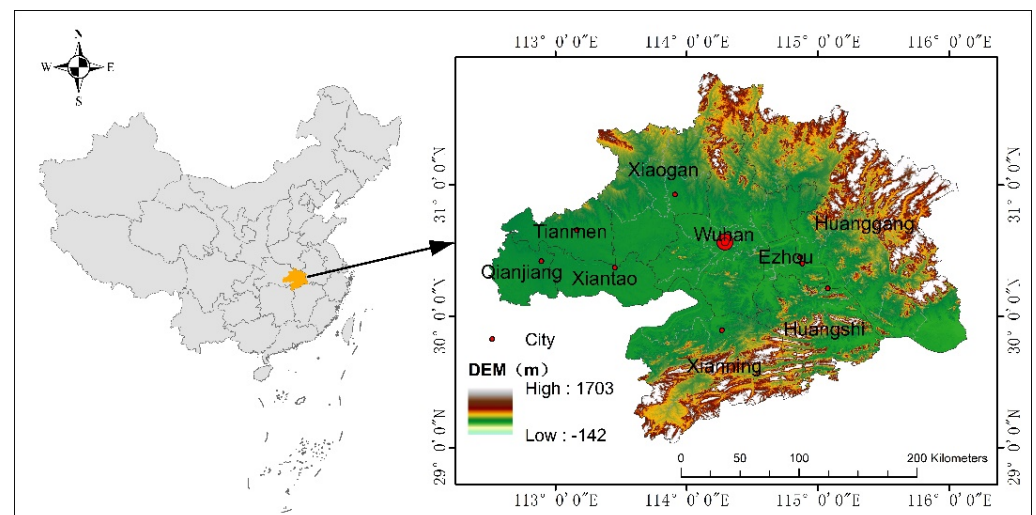 N
W
E
S
113° 0′0″E
114° 0′0″E
115° 0′0″E
116° 0′0″E
31° 0′0″N
30° 0′0″N
29° 0′0″N
31° 0′0″N
30° 0′0″N
29° 0′0″N
Xiaogan
Huanggang
Tianmen
Wuhan
Ezhou
Qianjiang
Xiantao
Huangshi
Xianning
City
DEM（m）
High : 1703
Low : -142
0 50 100 200 Kilometers
113° 0′0″E
114° 0′0″E
115° 0′0″E
116° 0′0″E